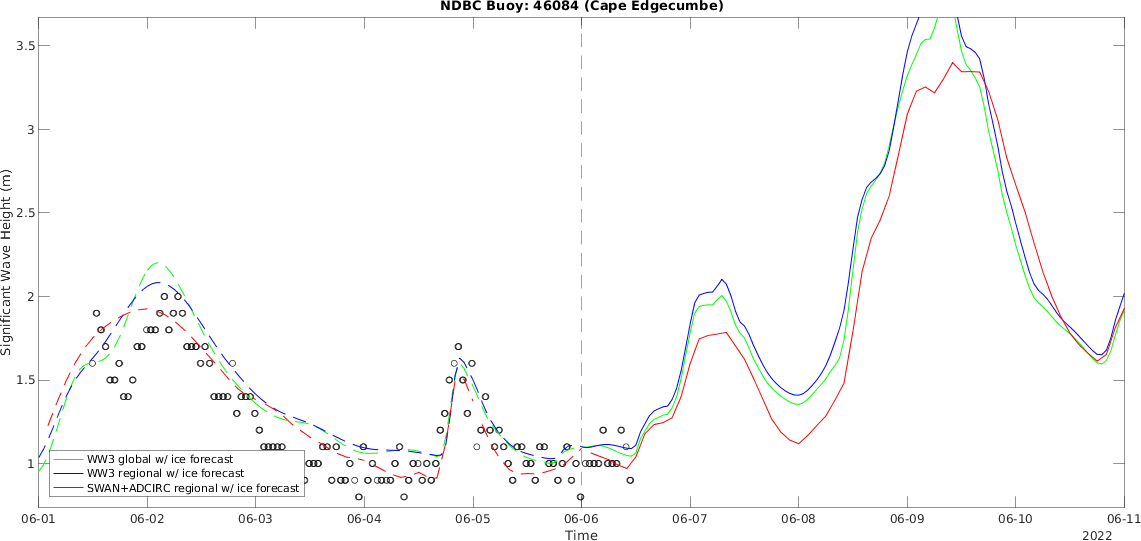 NDBC Buoy: 46084 (Cape Edgecumbe)
3.5
3
2.5
2
1.5
1
Significant Wave Height (m)
WW3 global w/ ice forecast
WW3 regional w/ ice forecast
SWAN+ADCIRC regional w/ ice forecast
06-01 06-02 06-03 06-04 06-05 06-06 06-07 06-08 06-09 06-10 06-11
Time
2022